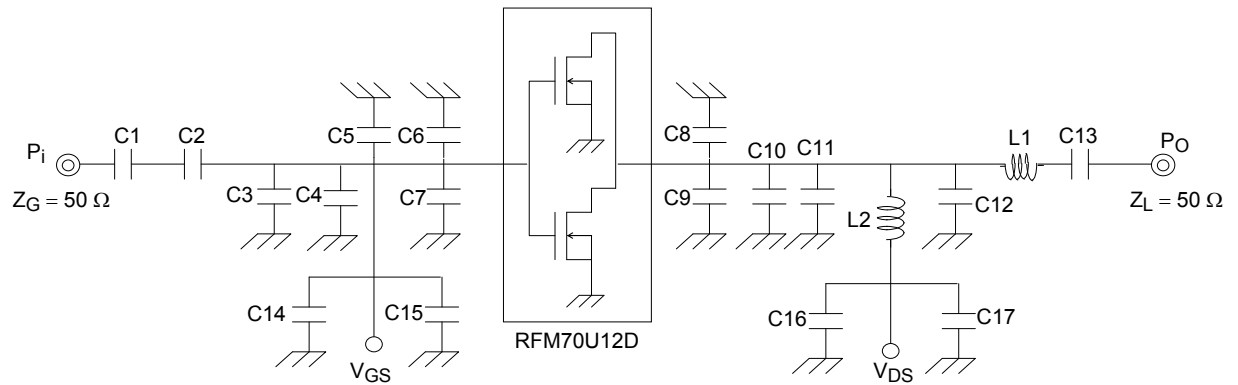 Pi
ZG = 50 Ω
C1
C2
C3
C4
C5
C6
C7
C14
C15
VGS
RFM70U12D
C8
C9
C10
C11
L2
C12
L1
C13
PO
ZL = 50 Ω
C16
C17
VDS